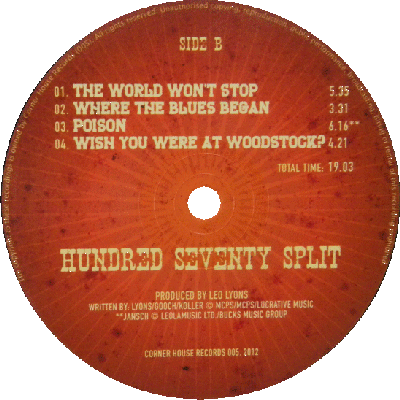 SIDE B
01. THE WORLD WON'T STOP 5.35
02. WHERE THE BLUES BEGAN 3.31
03. POISON 6.16**
04. WISH YOU WERE AT WOODSTOCK? 4.21
TOTAL TIME: 19.03
HUNDRED SEVENTY SPLIT
PRODUCED BY LEO LYONS
WRITTEN BY: LYONS/GOOCH/KOLLER © MCPS/MCPS/LUCRATIVE MUSIC
**JANSCH © LEOLAMUSIC LTD./BUCKS MUSIC GROUP
CORNER HOUSE RECORDS 005. 2012